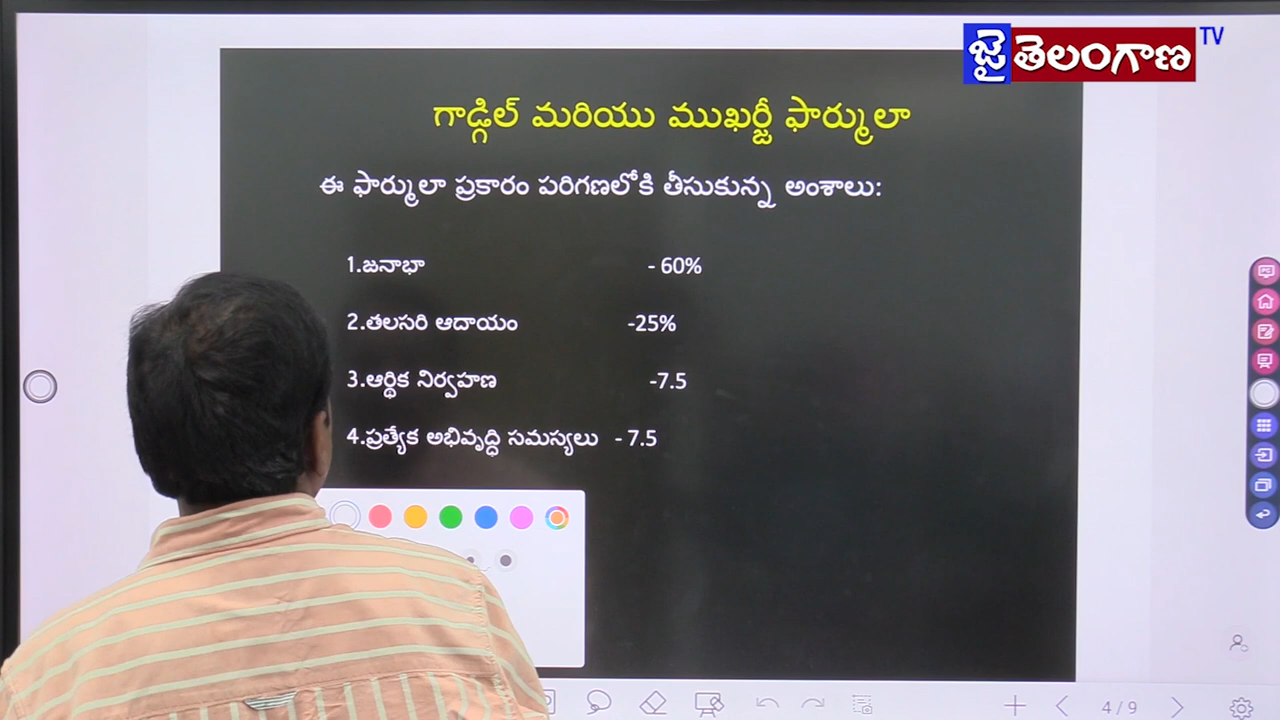 జై తెలంగాణ TV
గాడ్గిల్ మరియు ముఖర్జీ ఫార్ములా
ఈ ఫార్ములా ప్రకారం పరిగణలోకి తీసుకున్న అంశాలు:
1.జనాభా - 60%
2.తలసరి ఆదాయం -25%
3.ఆర్థిక నిర్వహణ -7.5
4.ప్రత్యేక అభివృద్ధి సమస్యలు - 7.5
4/9